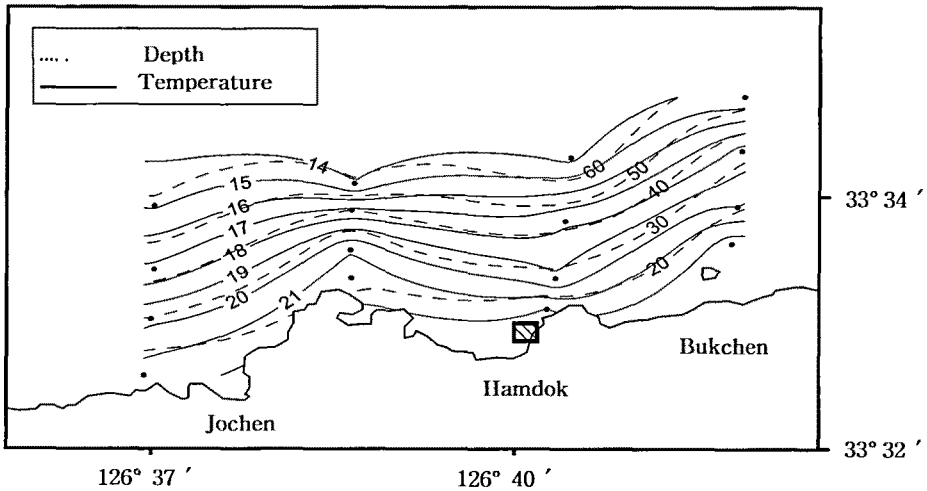 ..... Depth
Temperature
14
15
16
17
18
19
20
21
60
50
40
30
20
33° 34 ′
33° 32 ′
Bukchen
Hamdok
Jochen
126° 37 ′
126° 40 ′